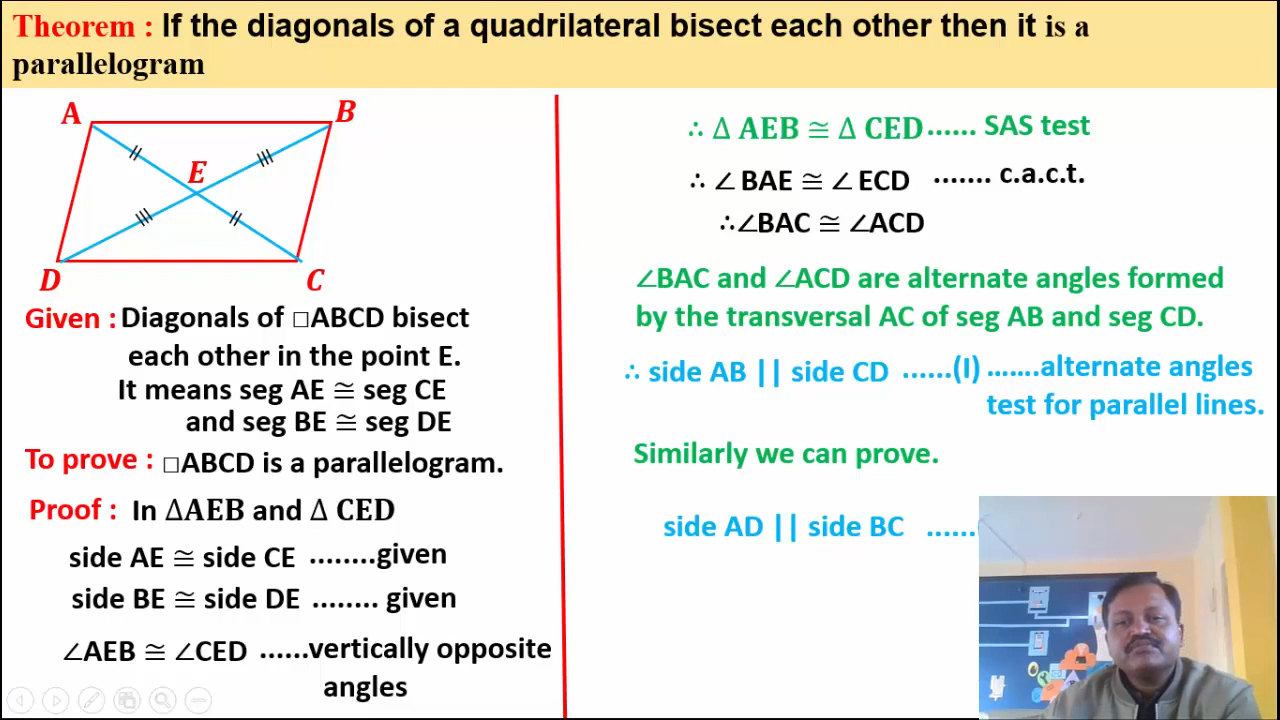 Theorem : If the diagonals of a quadrilateral bisect each other then it is a
parallelogram
A
B
E
D
C
Given : Diagonals of □ABCD bisect
each other in the point E.
It means seg AE ≅ seg CE
and seg BE ≅ seg DE
To prove : □ABCD is a parallelogram.
Proof : In ΔAEB and Δ CED
side AE ≅ side CE ........given
side BE ≅ side DE ........ given
∠AEB ≅ ∠CED ......vertically opposite
angles
∴ Δ AEB ≅ Δ CED ...... SAS test
∴ ∠ BAE ≅ ∠ ECD ....... c.a.c.t.
∴∠BAC ≅ ∠ACD
∠BAC and ∠ACD are alternate angles formed
by the transversal AC of seg AB and seg CD.
∴ side AB || side CD ......(I) .......alternate angles
test for parallel lines.
Similarly we can prove.
side AD || side BC ......